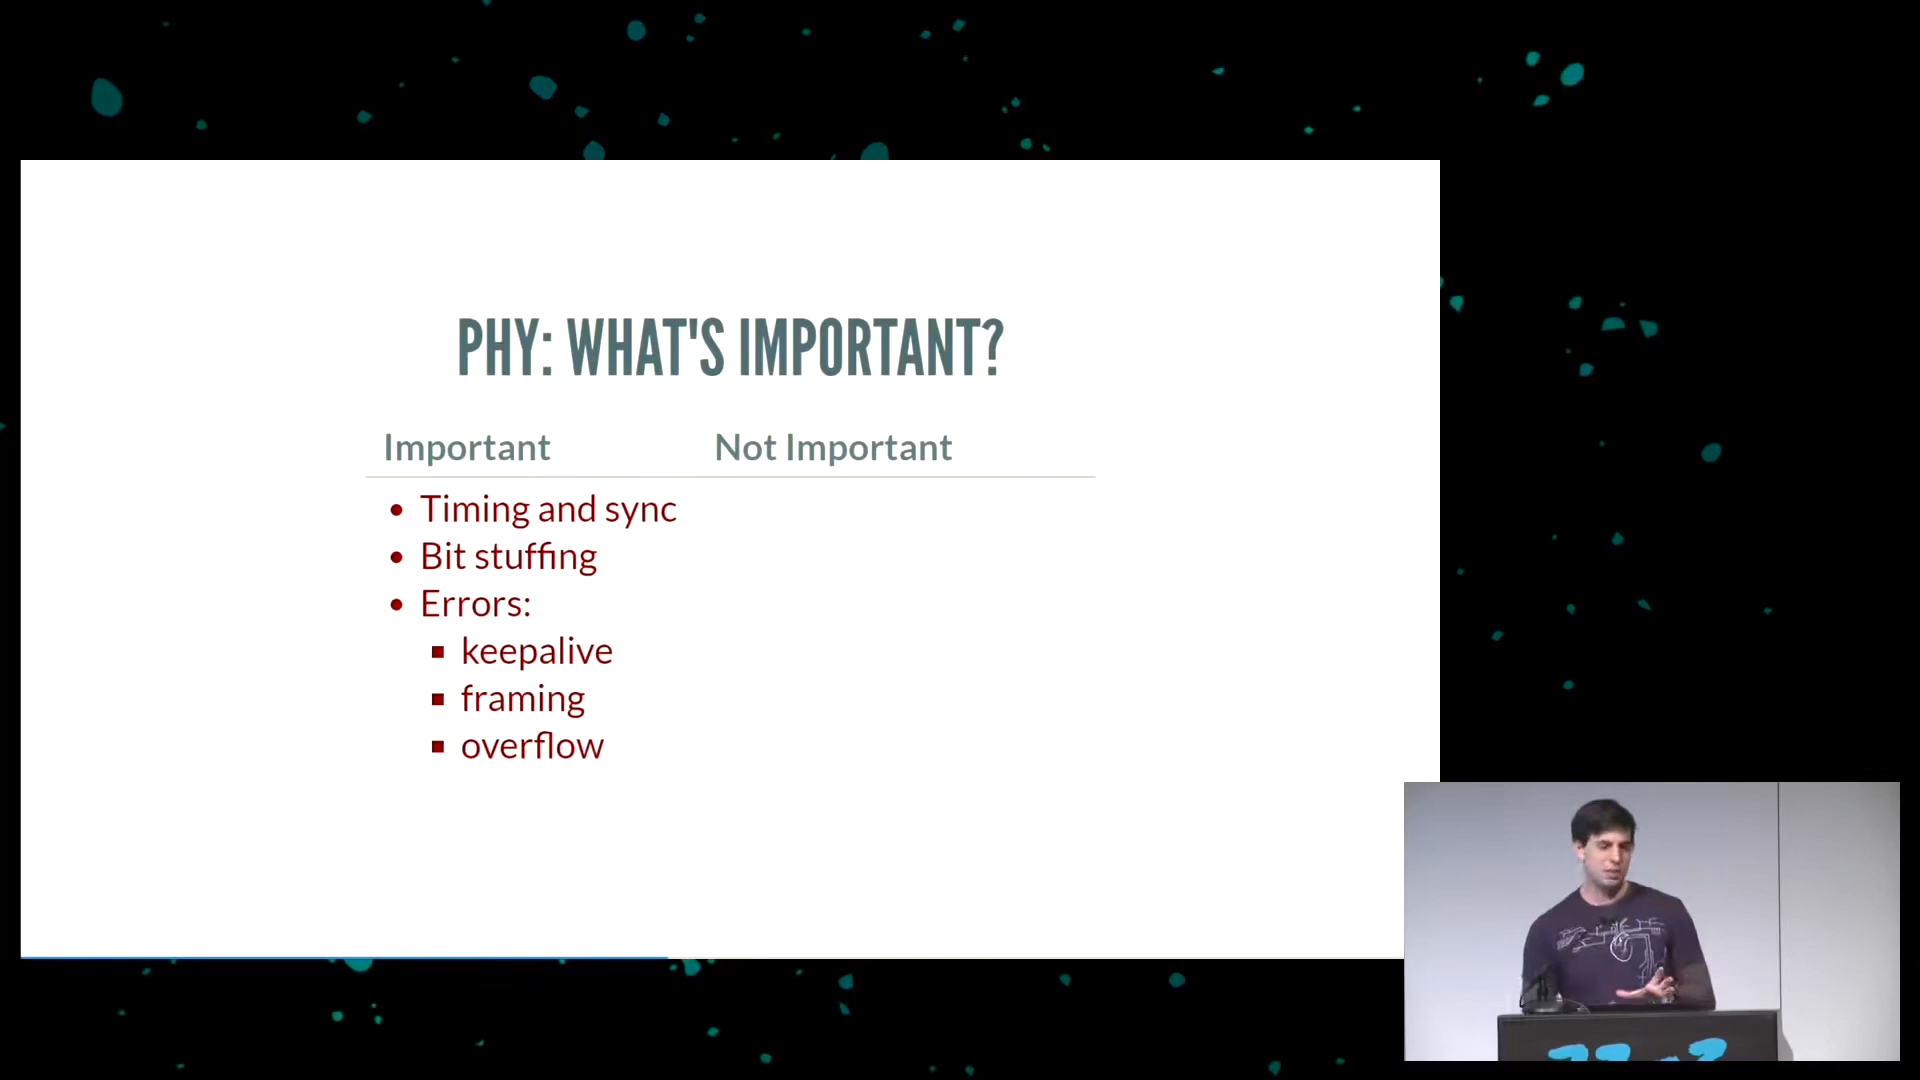 PHY: WHAT'S IMPORTANT?
Important Not Important
Timing and sync
Bit stuffing
Errors:
keepalive
framing
overflow